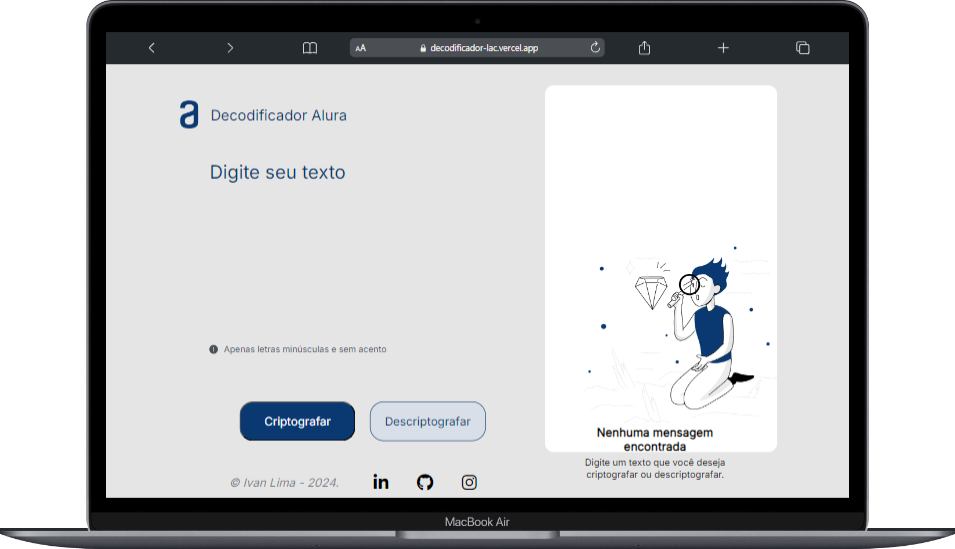 AA decodificador-lac.vercel.app
a Decodificador Alura
Digite seu texto
Apenas letras minúsculas e sem acento
Criptografar
Descriptografar
© Ivan Lima - 2024.
in
Nenhuma mensagem
encontrada
Digite um texto que você deseja
criptografar ou descriptografar.
MacBook Air